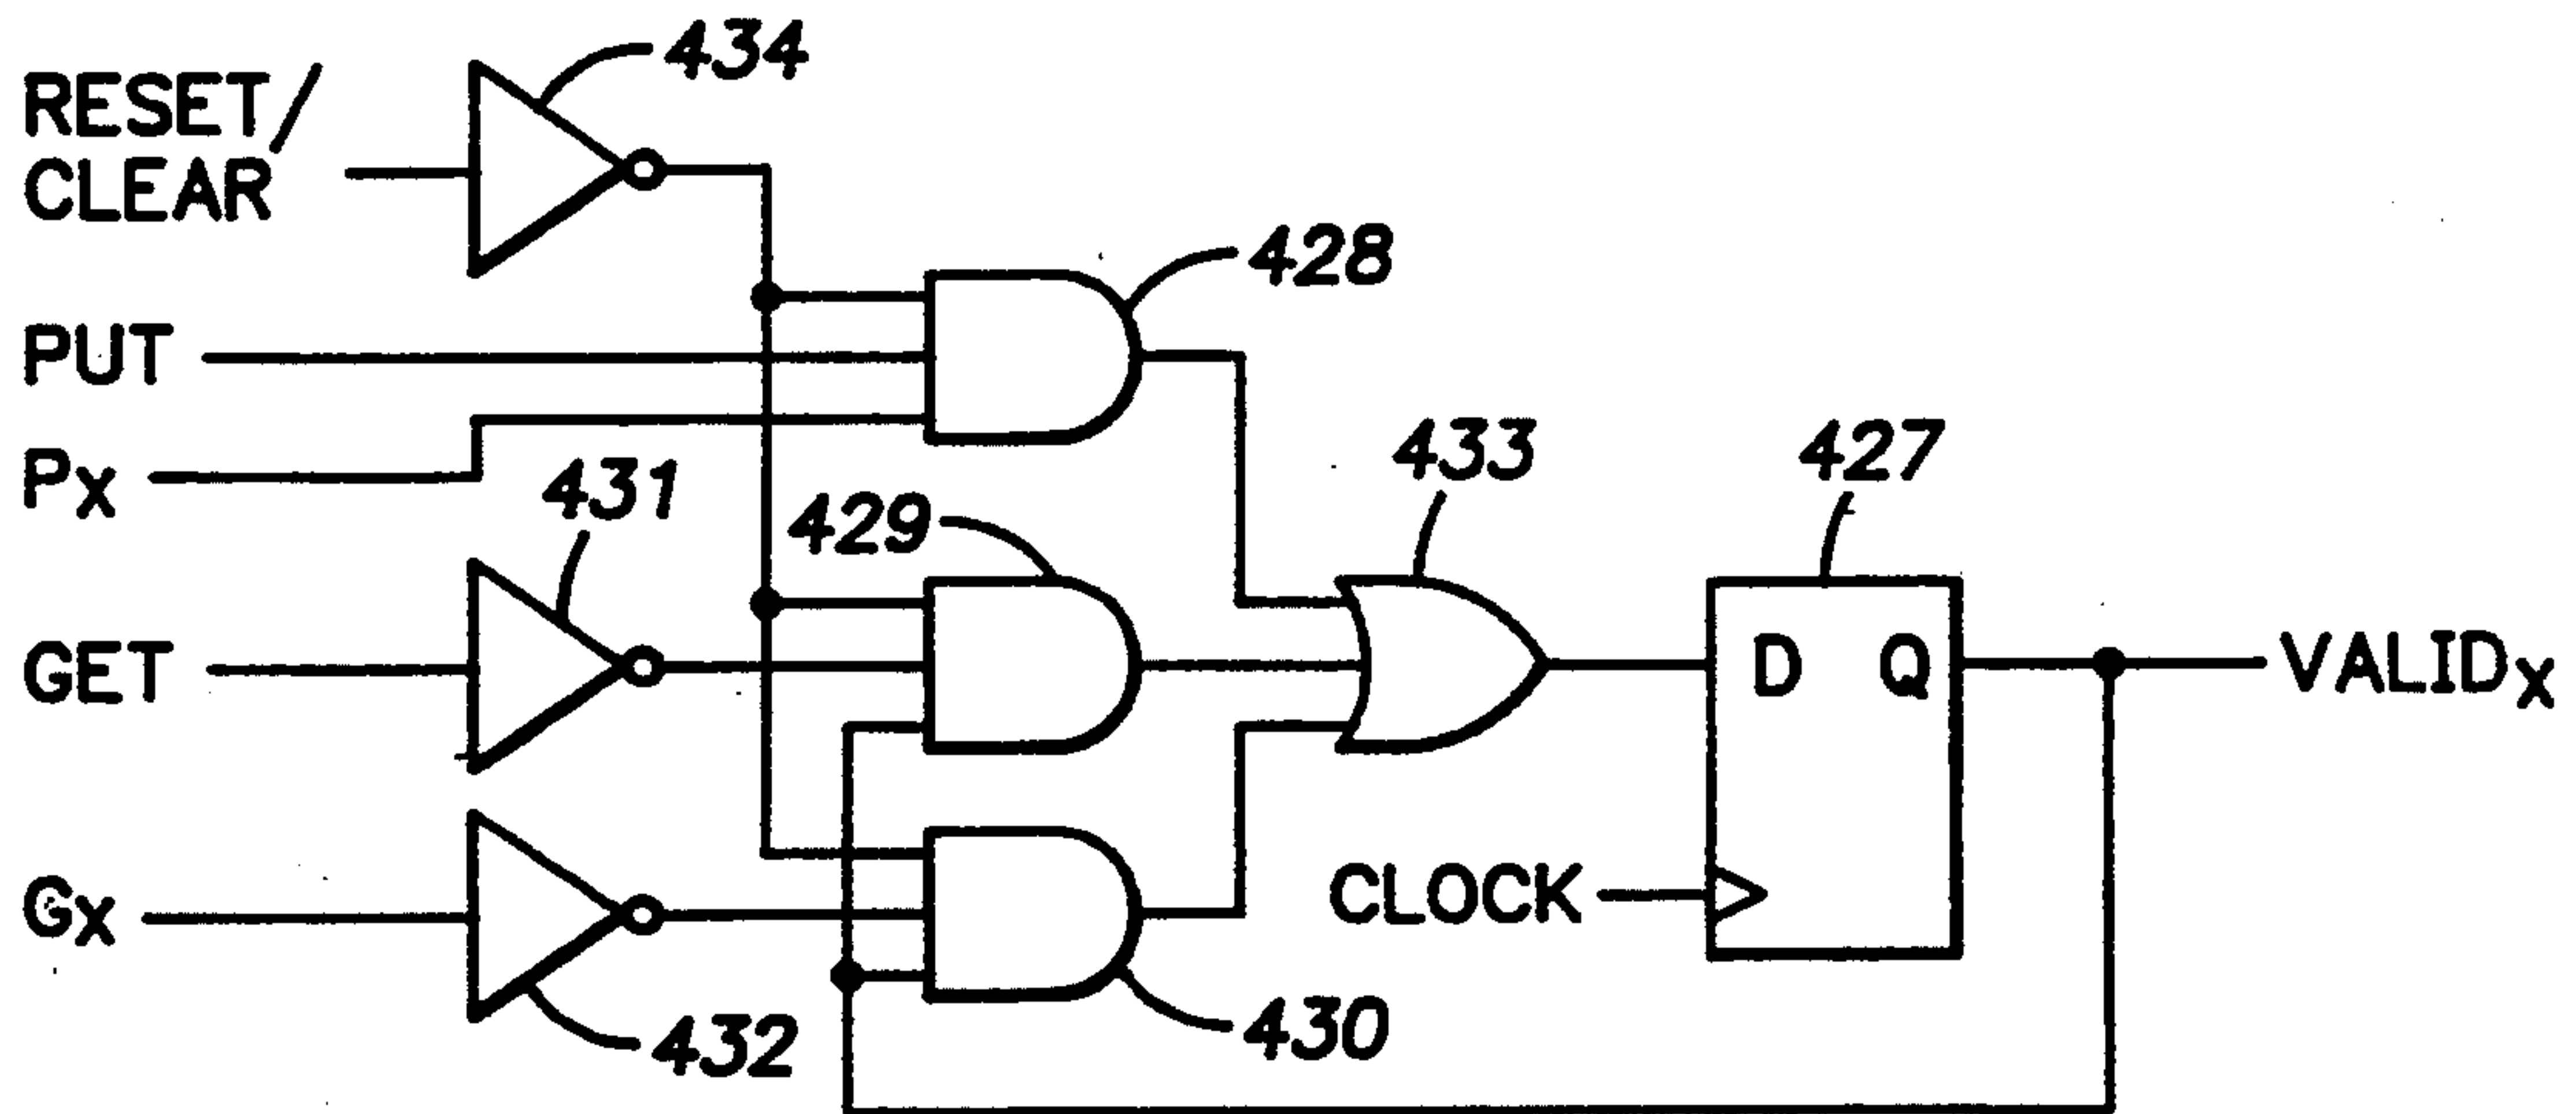 434
RESET/
CLEAR
428
PUT
PX
431
429
433
427
GET
D Q
VALIDX
GX
CLOCK
432
430